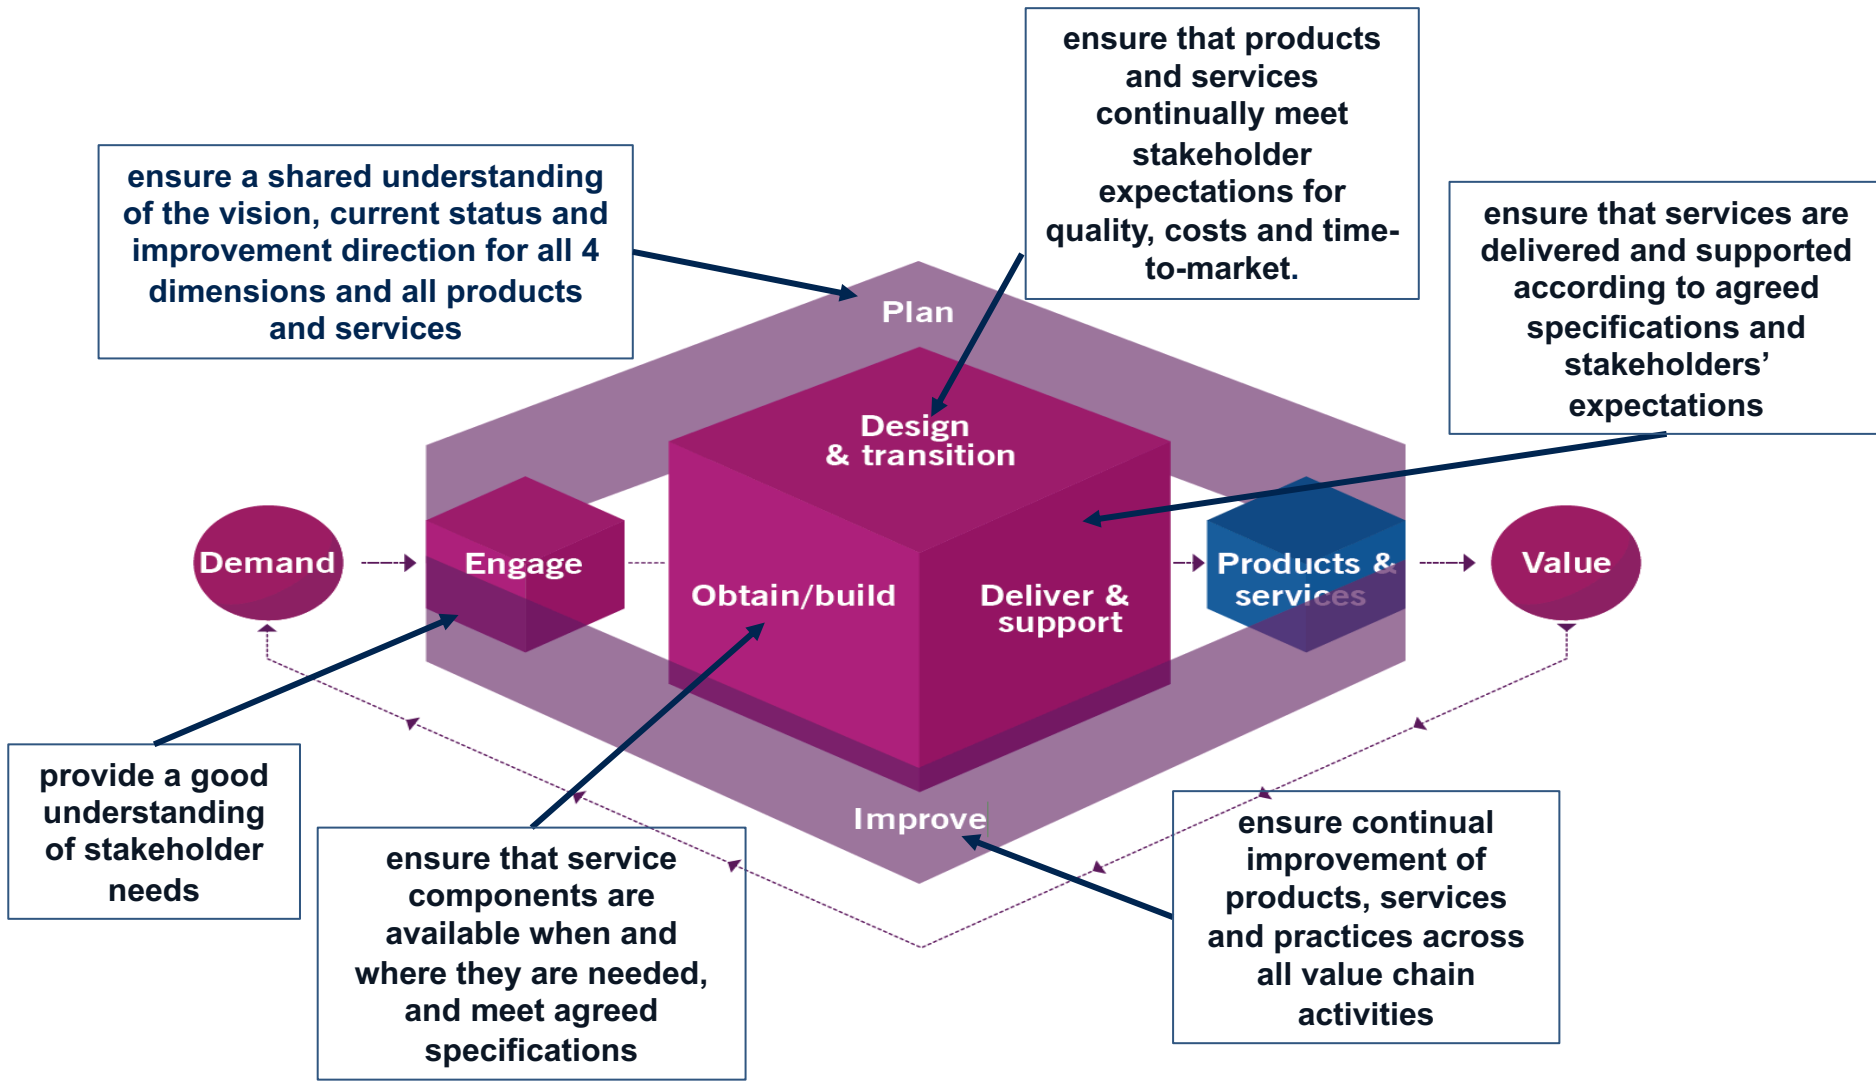 ensure that products
and services
continually meet
stakeholder
expectations for
quality, costs and time-
to-market.
ensure a shared understanding
of the vision, current status and
improvement direction for all 4
dimensions and all products
and services
ensure that services are
delivered and supported
according to agreed
specifications and
stakeholders’
expectations
Plan
Design
& transition
Demand
Engage
Obtain/build
Deliver &
support
Products &
services
Value
Improve
provide a good
understanding
of stakeholder
needs
ensure that service
components are
available when and
where they are needed,
and meet agreed
specifications
ensure continual
improvement of
products, services
and practices across
all value chain
activities